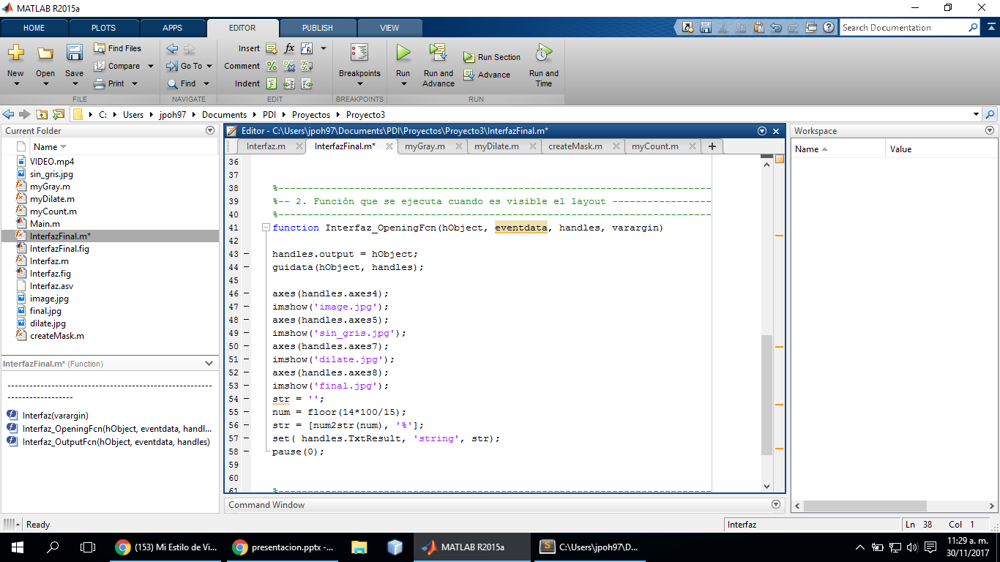 MATLAB R2015a
HOME PLOTS APPS EDITOR PUBLISH VIEW
Search Documentation
New Open Save Find Files Compare Print
Go To Find
Insert fx
Comment
Indent
Breakpoints
Run Run and Advance Run Section Advance Run and Time
FILE NAVIGATE EDIT BREAKPOINTS RUN
C: Users jpoh97 Documents PDI Proyectos Proyecto3
Current Folder
Name
VIDEO.mp4
sin_gris.jpg
myGray.m
myDilate.m
myCount.m
Main.m
InterfazFinal.m*
InterfazFinal.fig
Interfaz.m
Interfaz.fig
Interfaz.asv
image.jpg
final.jpg
dilate.jpg
createMask.m
InterfazFinal.m* (Function)
--------------------------------------------------------
------------------
Interfaz(varargin)
Interfaz_OpeningFcn(hObject, eventdata, handl...
Interfaz_OutputFcn(hObject, eventdata, handles)
Editor - C:\Users\jpoh97\Documents\PDI\Proyectos\Proyecto3\InterfazFinal.m*
Interfaz.m InterfazFinal.m* myGray.m myDilate.m createMask.m myCount.m
36
37
38 %--------------------------------------------------------------------------
39 %-- 2. Función que se ejecuta cuando es visible el layout -----------------
40 %--------------------------------------------------------------------------
41 function Interfaz_OpeningFcn(hObject, eventdata, handles, varargin)
42
43 handles.output = hObject;
44 guidata(hObject, handles);
45
46 axes(handles.axes4);
47 imshow('image.jpg');
48 axes(handles.axes5);
49 imshow('sin_gris.jpg');
50 axes(handles.axes7);
51 imshow('dilate.jpg');
52 axes(handles.axes8);
53 imshow('final.jpg');
54 str = '';
55 num = floor(14*100/15);
56 str = [num2str(num), '%'];
57 set( handles.TxtResult, 'string', str);
58 pause(0);
59
60
61 %--------------------------------------------------------------------------
Command Window
Workspace
Name Value
Ready
Interfaz
Ln 38 Col 1
(153) Mi Estilo de Vi...
presentacion.pptx -...
MATLAB R2015a
C:\Users\jpoh97\D...
11:29 a. m.
30/11/2017